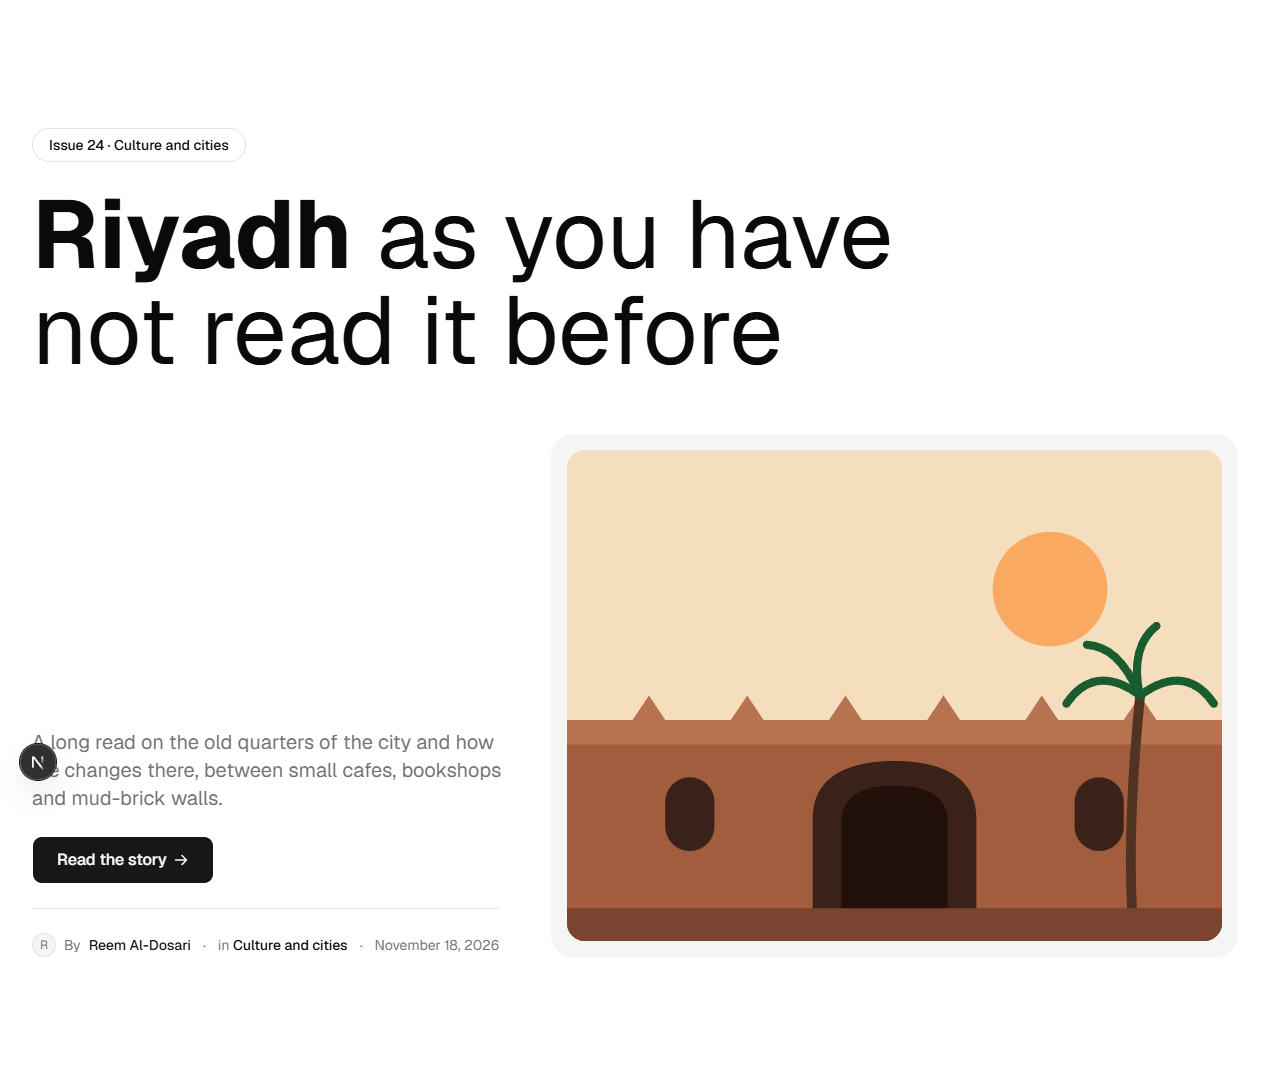 Issue 24 · Culture and cities
Riyadh as you have
not read it before
A long read on the old quarters of the city and how
changes there, between small cafes, bookshops
and mud-brick walls.
Read the story →
R By Reem Al-Dosari · in Culture and cities · November 18, 2026
N